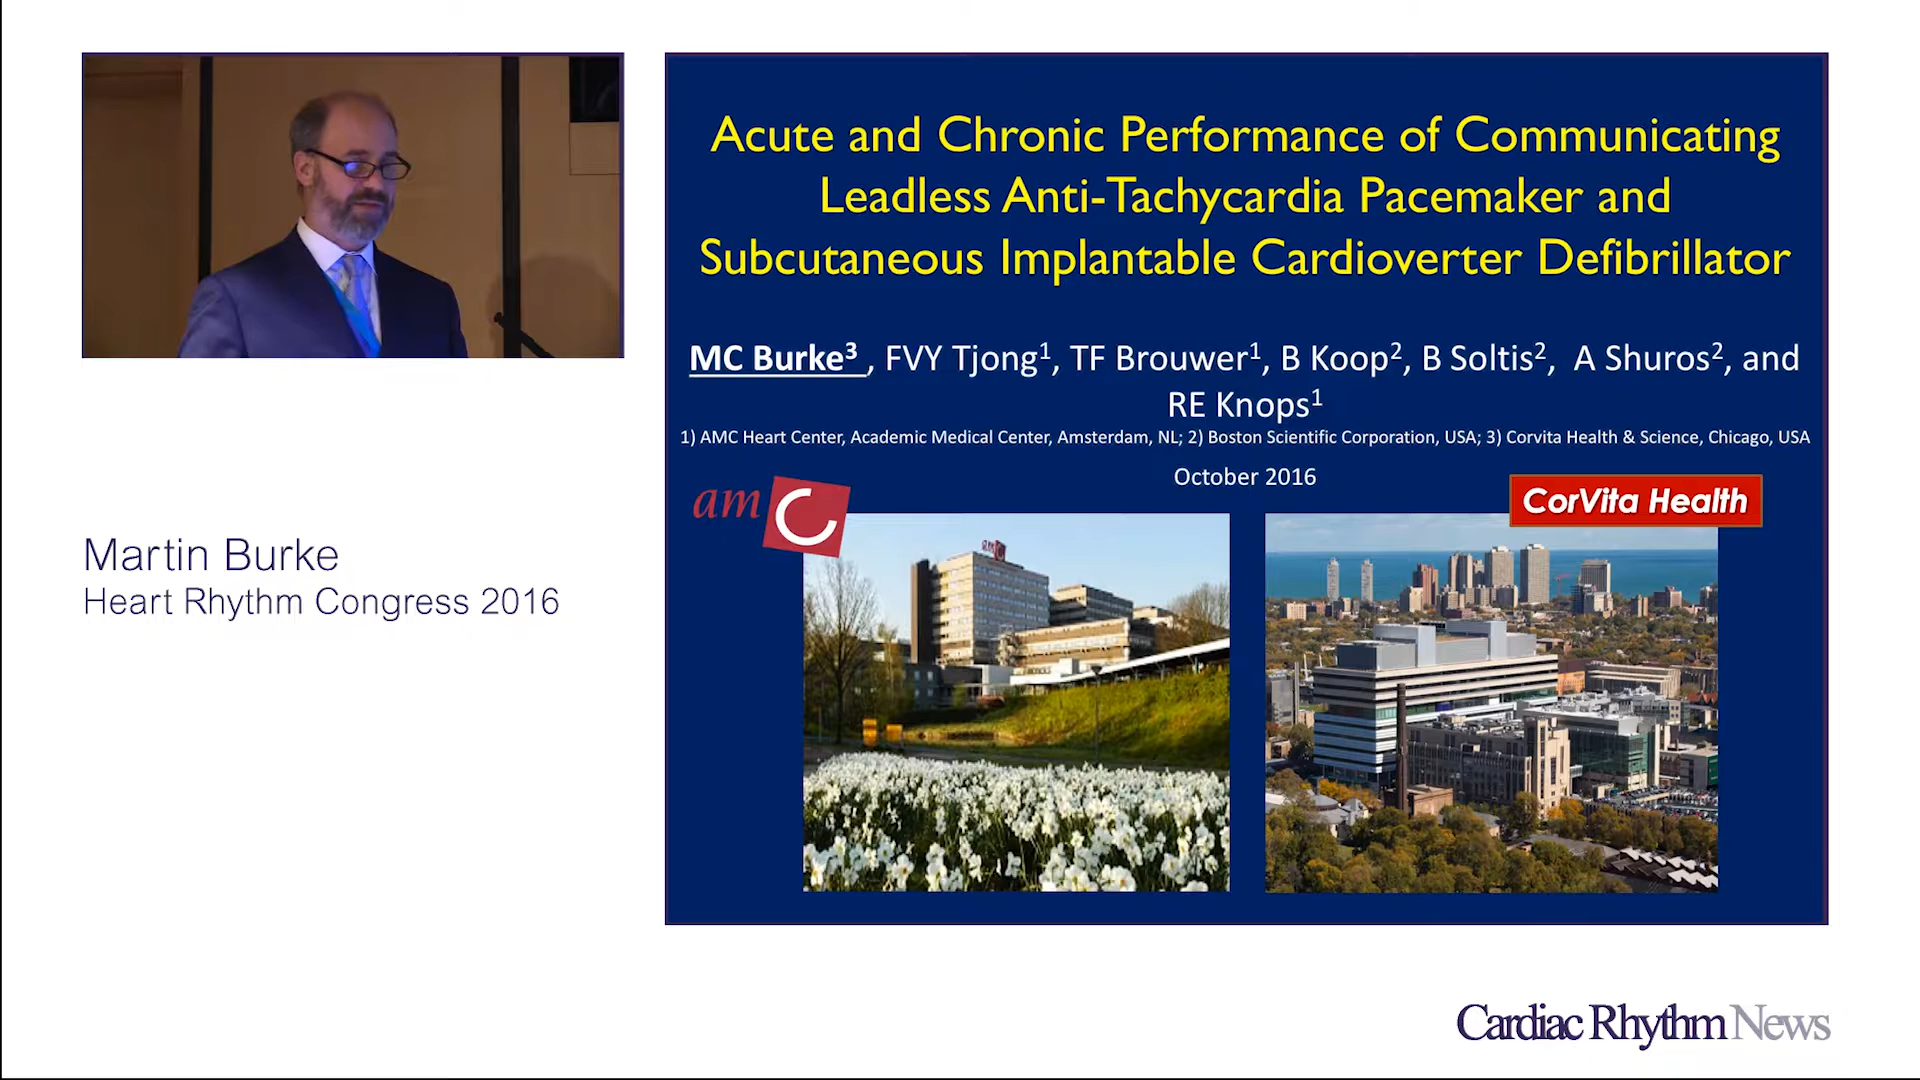 Acute and Chronic Performance of Communicating
Leadless Anti-Tachycardia Pacemaker and
Subcutaneous Implantable Cardioverter Defibrillator
MC Burke³ , FVY Tjong¹, TF Brouwer¹, B Koop², B Soltis², A Shuros², and
RE Knops¹
1) AMC Heart Center, Academic Medical Center, Amsterdam, NL; 2) Boston Scientific Corporation, USA; 3) Corvita Health & Science, Chicago, USA
October 2016
amC
CorVita Health
Martin Burke
Heart Rhythm Congress 2016
Cardiac Rhythm News